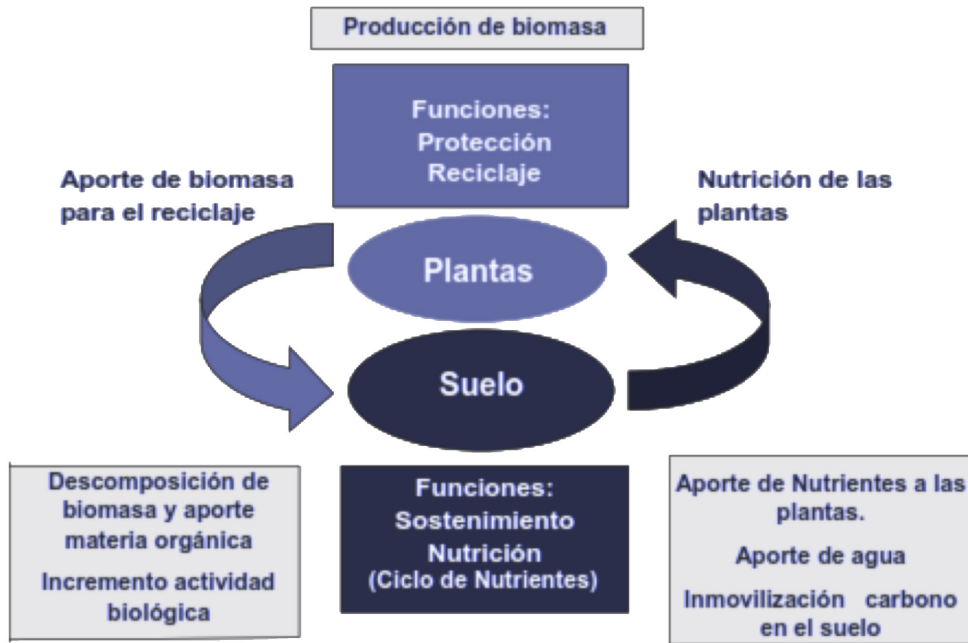 Producción de biomasa
Funciones:
Protección
Reciclaje
Aporte de biomasa
para el reciclaje
Nutrición de las
plantas
Plantas
Suelo
Descomposición de
biomasa y aporte
materia orgánica
Incremento actividad
biológica
Funciones:
Sostenimiento
Nutrición
(Ciclo de Nutrientes)
Aporte de Nutrientes a las
plantas.
Aporte de agua
Inmovilización carbono
en el suelo